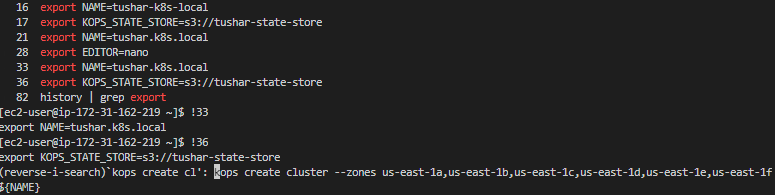 16 export NAME=tushar-k8s-local
17 export KOPS_STATE_STORE=s3://tushar-state-store
21 export NAME=tushar.k8s.local
28 export EDITOR=nano
33 export NAME=tushar.k8s.local
36 export KOPS_STATE_STORE=s3://tushar-state-store
82 history | grep export
[ec2-user@ip-172-31-162-219 ~]$ !33
export NAME=tushar.k8s.local
[ec2-user@ip-172-31-162-219 ~]$ !36
export KOPS_STATE_STORE=s3://tushar-state-store
(reverse-i-search)`kops create cl': kops create cluster --zones us-east-1a,us-east-1b,us-east-1c,us-east-1d,us-east-1e,us-east-1f
${NAME}